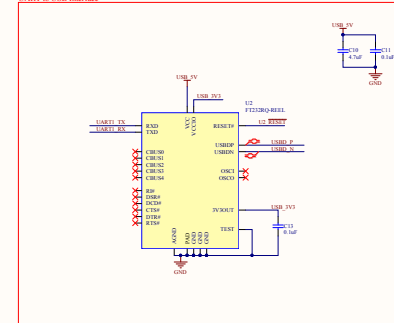 USB_5V
C10
4.7uF
C11
0.1uF
GND
USB_5V
USB_3V3
U2
FT232RQ-REEL
VCC
VCCIO
UART1_TX
RXD
RESET#
U2_RESET
UART1_RX
TXD
USBDP
USBD_P
USBDN
USBD_N
CBUS0
CBUS1
CBUS2
CBUS3
CBUS4
OSCI
OSCO
RI#
DSR#
DCD#
CTS#
DTR#
RTS#
3V3OUT
USB_3V3
C13
0.1uF
TEST
AGND
PAD
GND
GND
GND
GND